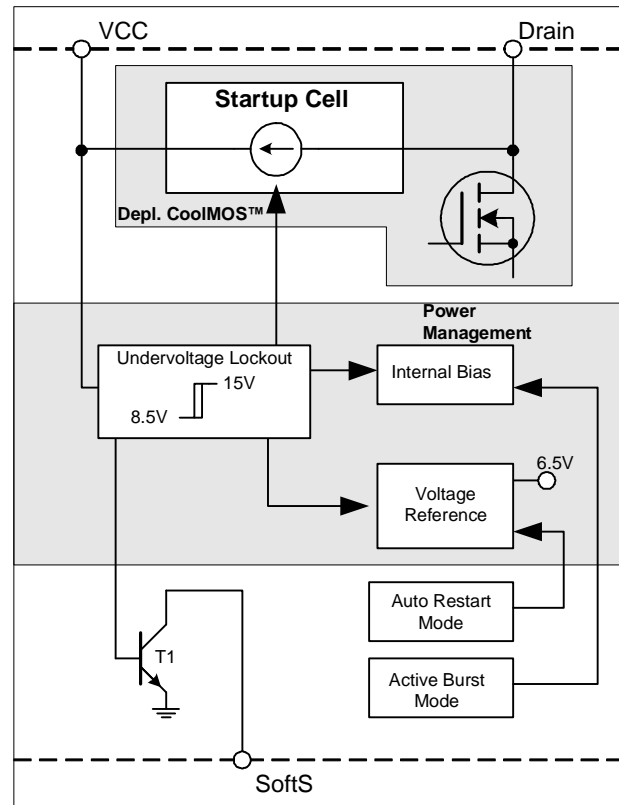 VCC
Drain
Startup Cell
Depl. CoolMOS™
Power
Management
Undervoltage Lockout
15V
8.5V
Internal Bias
6.5V
Voltage
Reference
Auto Restart
Mode
T1
Active Burst
Mode
SoftS